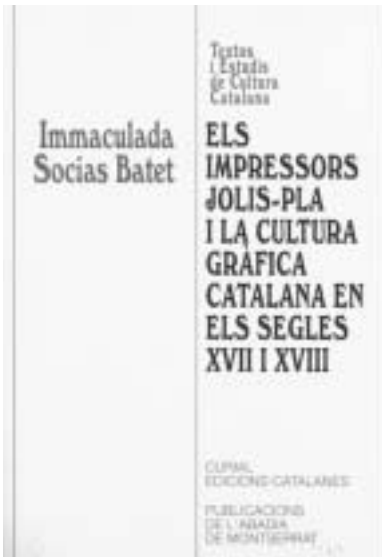 Textos
i Estudis
de Cultura
Catalana
Immaculada
Socias Batet
ELS
IMPRESSORS
JOLIS-PLA
I LA CULTURA
GRÀFICA
CATALANA EN
ELS SEGLES
XVII I XVIII
CURIAL
EDICIONS CATALANES
PUBLICACIONS
DE L'ABADIA
DE MONTSERRAT